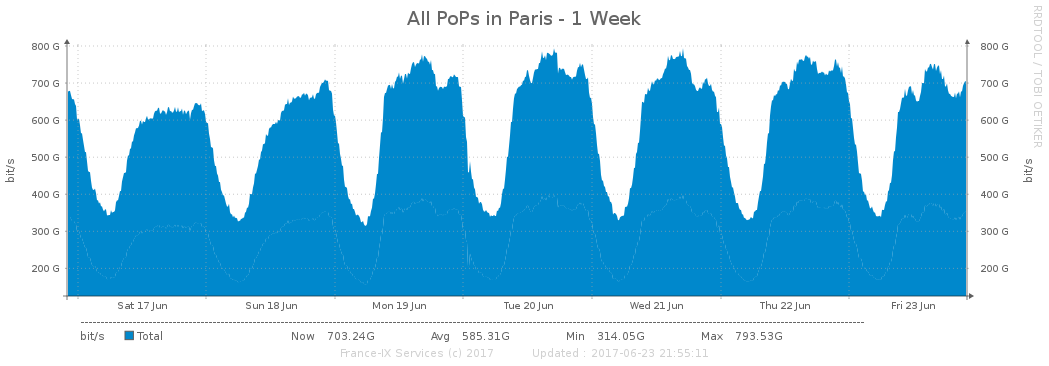 All PoPs in Paris - 1 Week
RRDTOOL / TOBI OETIKER
bit/s
800 G
700 G
600 G
500 G
400 G
300 G
200 G
800 G
700 G
600 G
500 G
400 G
300 G
200 G
bit/s
Sat 17 Jun Sun 18 Jun Mon 19 Jun Tue 20 Jun Wed 21 Jun Thu 22 Jun Fri 23 Jun
bit/s Total Now 703.24G Avg 585.31G Min 314.05G Max 793.53G
France-IX Services (c) 2017 Updated : 2017-06-23 21:55:11